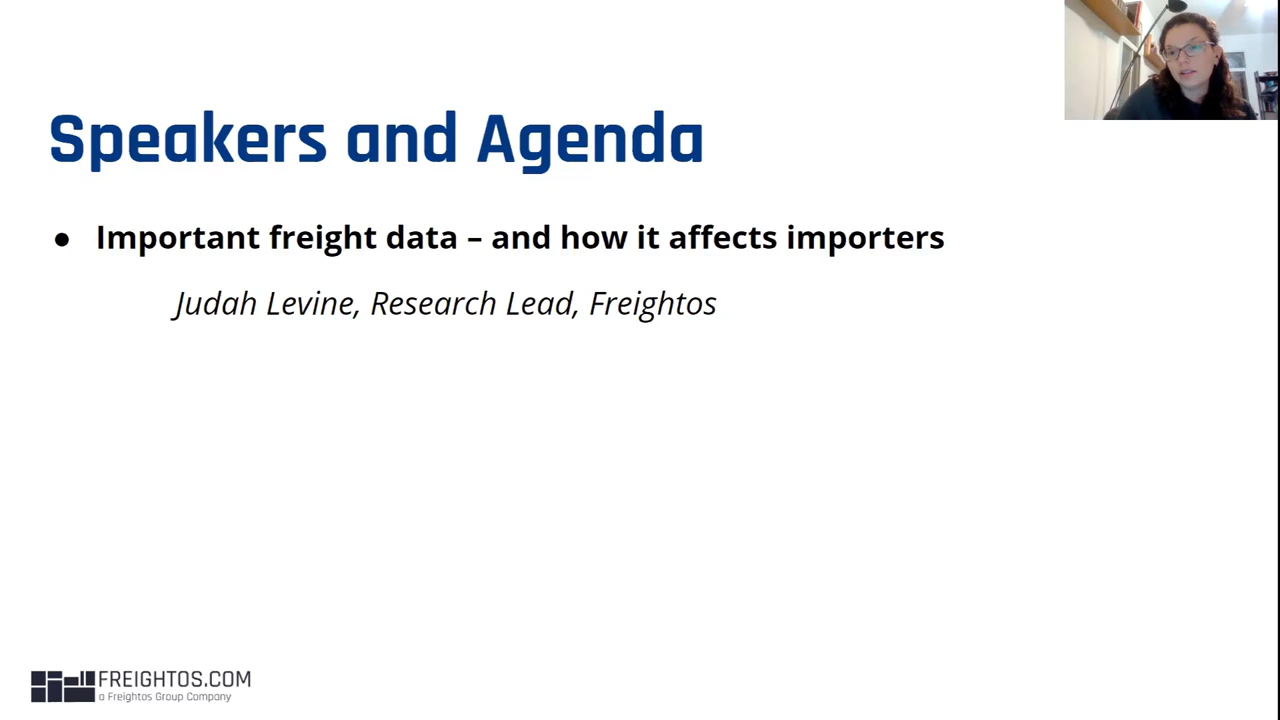 Speakers and Agenda
● Important freight data – and how it affects importers
Judah Levine, Research Lead, Freightos
FREIGHTOS.COM
a Freightos Group Company